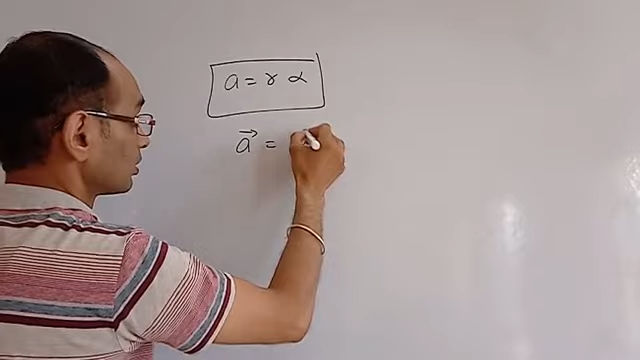 a = r α
a⃗ =